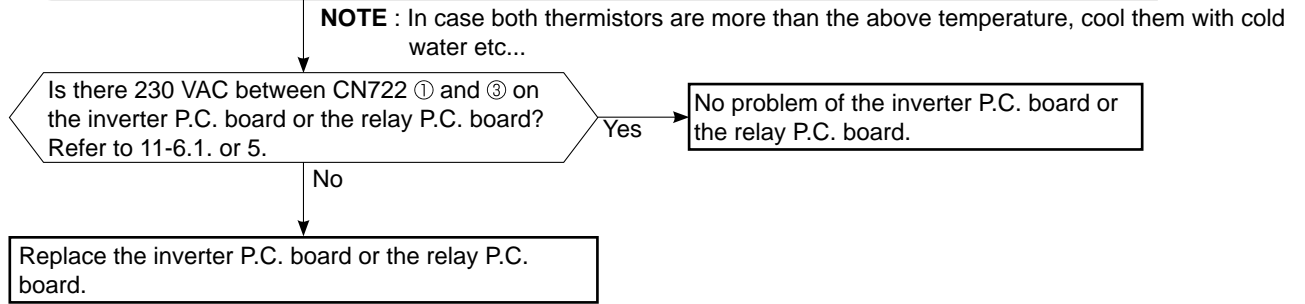 NOTE : In case both thermistors are more than the above temperature, cool them with cold
water etc...
Is there 230 VAC between CN722 ① and ③ on
the inverter P.C. board or the relay P.C. board?
Refer to 11-6.1. or 5.
Yes
No problem of the inverter P.C. board or
the relay P.C. board.
No
Replace the inverter P.C. board or the relay P.C.
board.